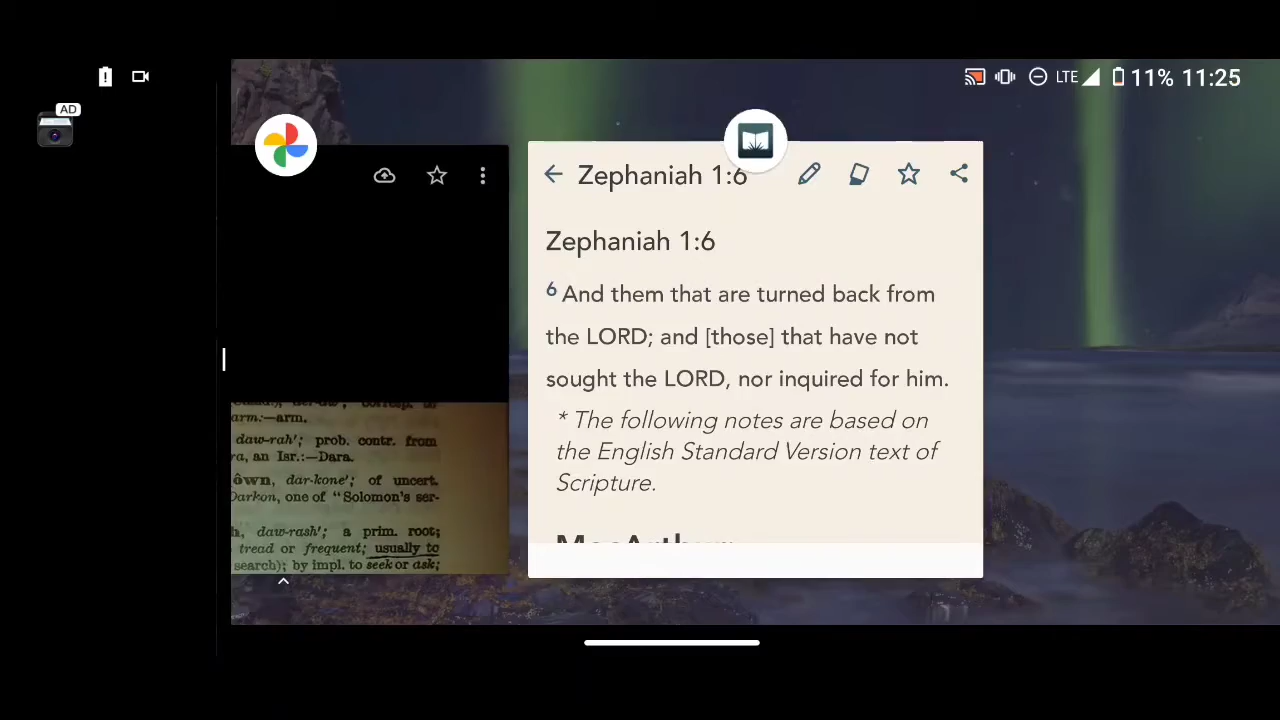 AD
LTE 11% 11:25
arm.:—arm.
daw-rah'; prob. contr. from
an Isr.:—Dara.
dar-kone'; of uncert.
Darkon, one of "Solomon's ser-
daw-rash'; a prim. root;
tread or frequent; usually to
search); by impl. to seek or ask;
Zephaniah 1:6
Zephaniah 1:6
6 And them that are turned back from
the LORD; and [those] that have not
sought the LORD, nor inquired for him.
* The following notes are based on
the English Standard Version text of
Scripture.
MacArthur